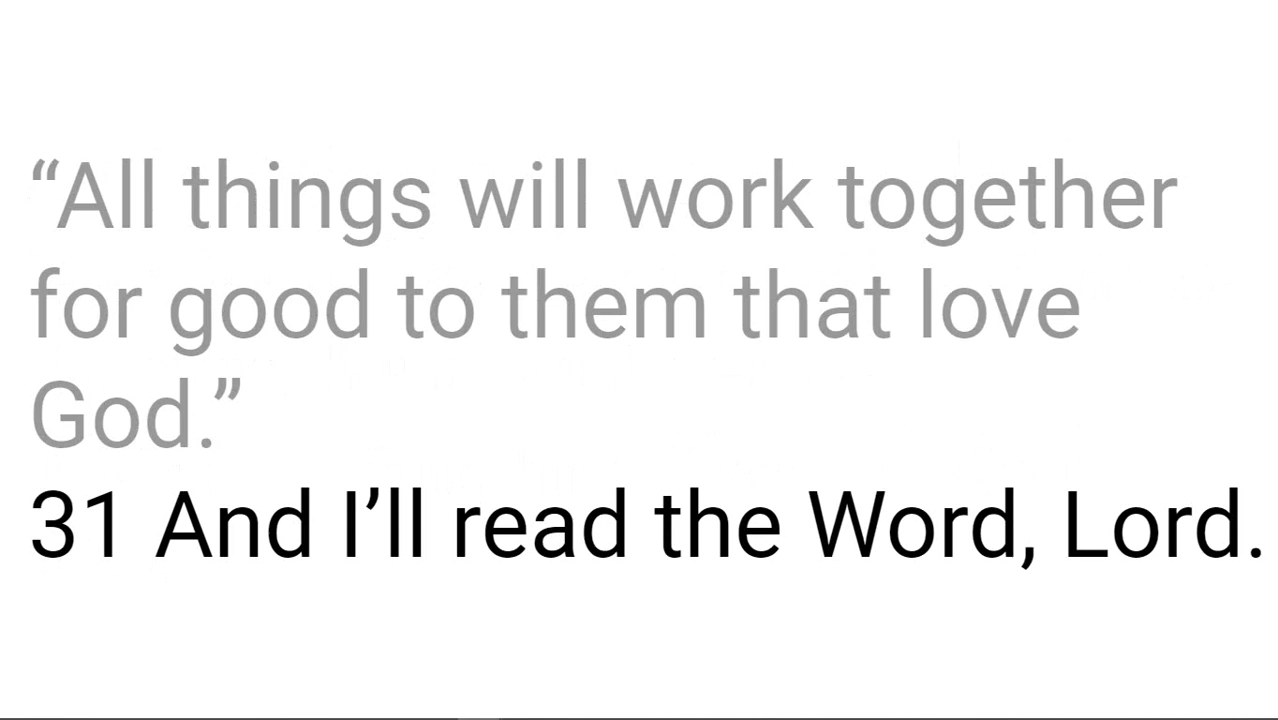 “All things will work together
for good to them that love
God.”
31 And I’ll read the Word, Lord.